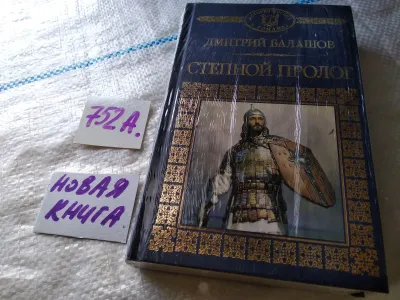 ДМИТРИЙ БАЛАШОВ
СТЕПНОЙ ПРОЛОГ
752А.
НОВАЯ
КНИГА